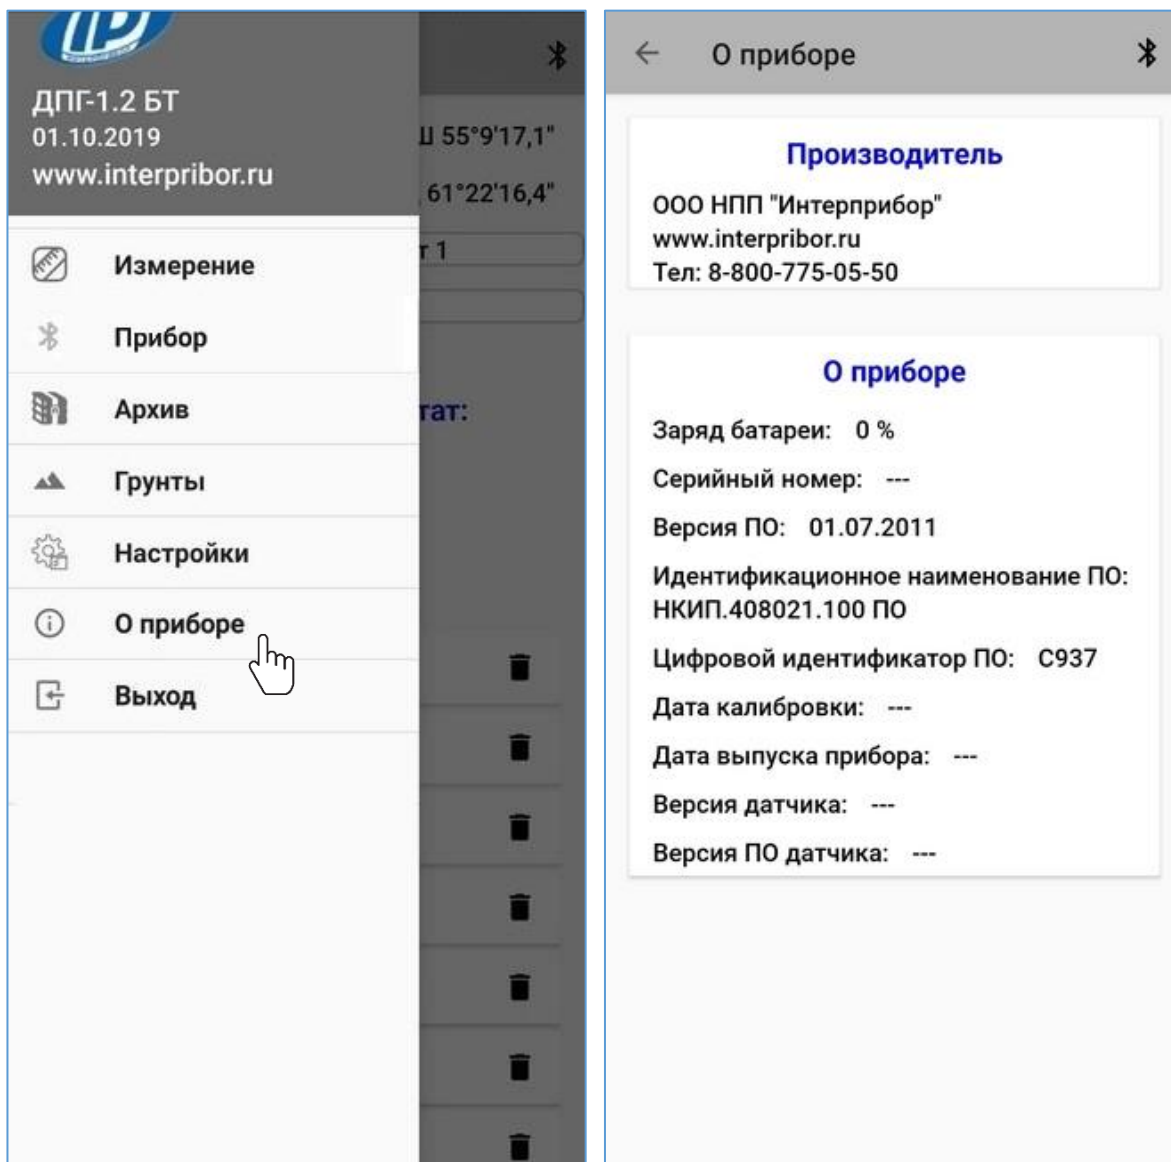 ИНТЕРПРИБОР
ДПГ-1.2 БТ
01.10.2019
www.interpribor.ru
Измерение
Прибор
Архив
Грунты
Настройки
О приборе
Выход
Ш 55°9'17,1"
61°22'16,4"
т 1
тат:
О приборе
Производитель
ООО НПП "Интерприбор"
www.interpribor.ru
Тел: 8-800-775-05-50
О приборе
Заряд батареи: 0 %
Серийный номер: ---
Версия ПО: 01.07.2011
Идентификационное наименование ПО:
НКИП.408021.100 ПО
Цифровой идентификатор ПО: C937
Дата калибровки: ---
Дата выпуска прибора: ---
Версия датчика: ---
Версия ПО датчика: ---